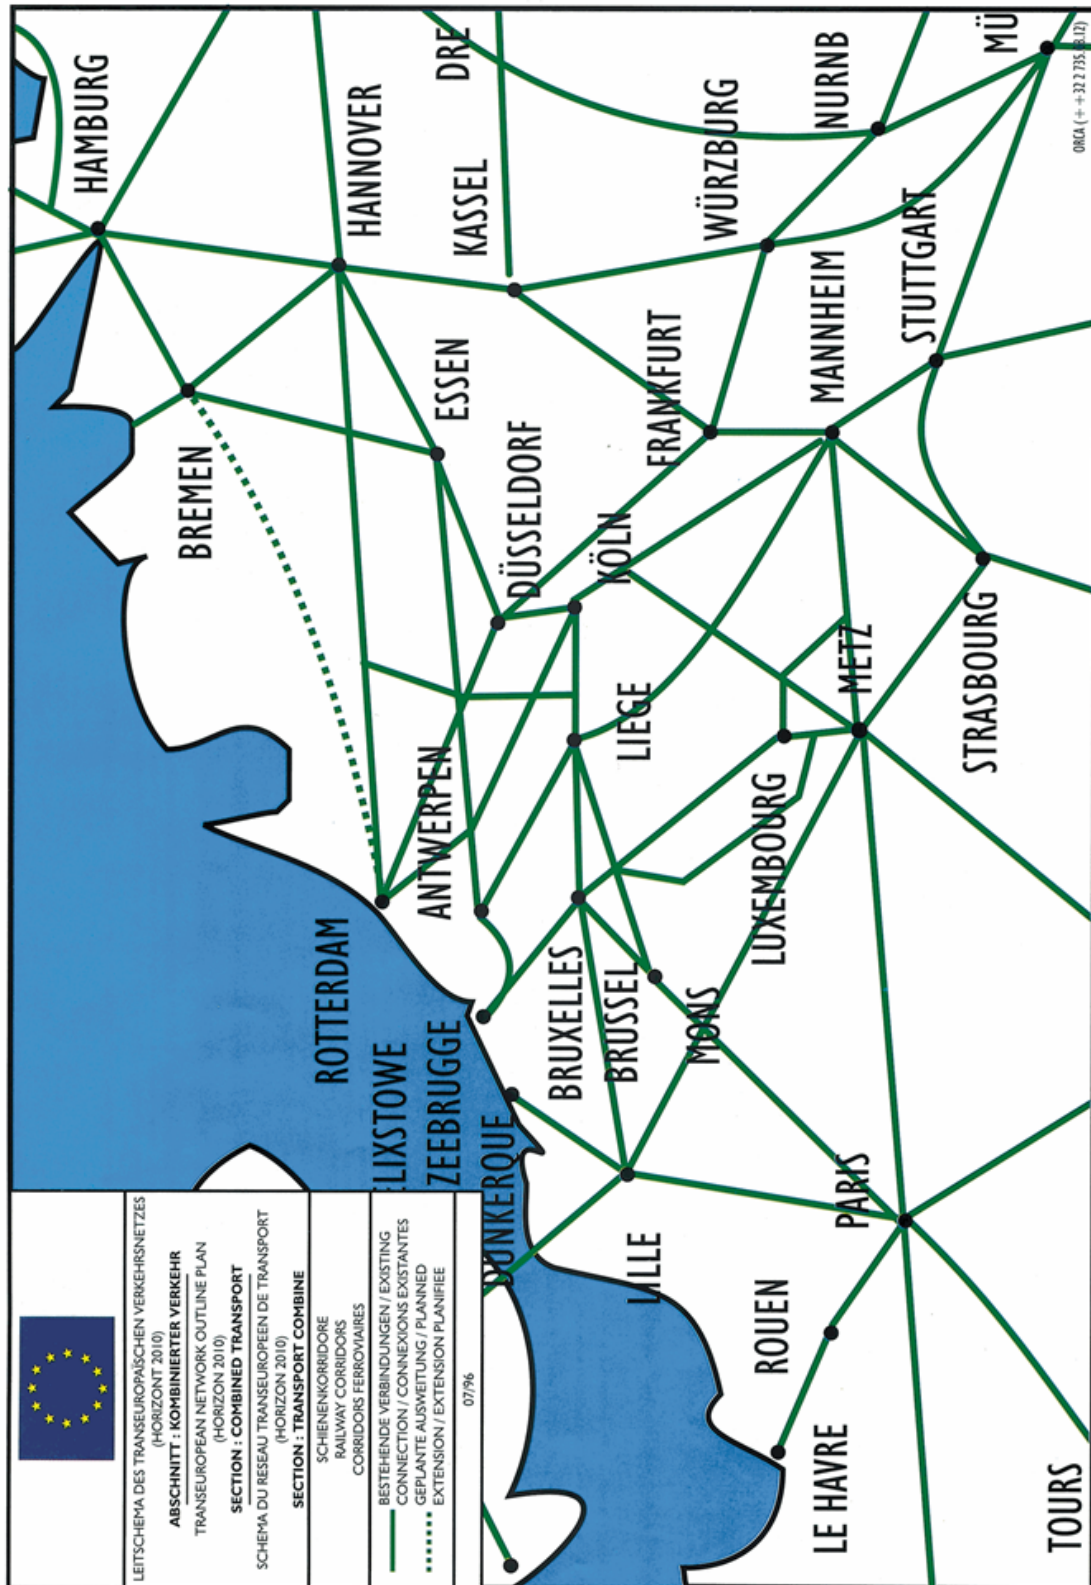 LEITSCHEMA DES TRANSEUROPÄISCHEN VERKEHRSNETZES
(HORIZONT 2010)
ABSCHNITT : KOMBINIERTER VERKEHR
TRANSEUROPEAN NETWORK OUTLINE PLAN
(HORIZON 2010)
SECTION : COMBINED TRANSPORT
SCHEMA DU RESEAU TRANSEUROPEEN DE TRANSPORT
(HORIZON 2010)
SECTION : TRANSPORT COMBINE
SCHIENENKORRIDORE
RAILWAY CORRIDORS
CORRIDORS FERROVIAIRES
BESTEHENDE VERBINDUNGEN / EXISTING
CONNECTION / CONNEXIONS EXISTANTES
GEPLANTE AUSWEITUNG / PLANNED
EXTENSION / EXTENSION PLANIFIEE
07/96
HAMBURG
BREMEN
HANNOVER
ROTTERDAM
ELIXSTOWE
ZEEBRUGGE
DUNKERQUE
ANTWERPEN
ESSEN
KASSEL
DRE
DÜSSELDORF
KÖLN
BRUXELLES
BRUSSEL
LIEGE
LILLE
MONS
FRANKFURT
WÜRZBURG
NURNB
LUXEMBOURG
ROUEN
LE HAVRE
PARIS
METZ
MANNHEIM
STUTTGART
STRASBOURG
MÜ
TOURS